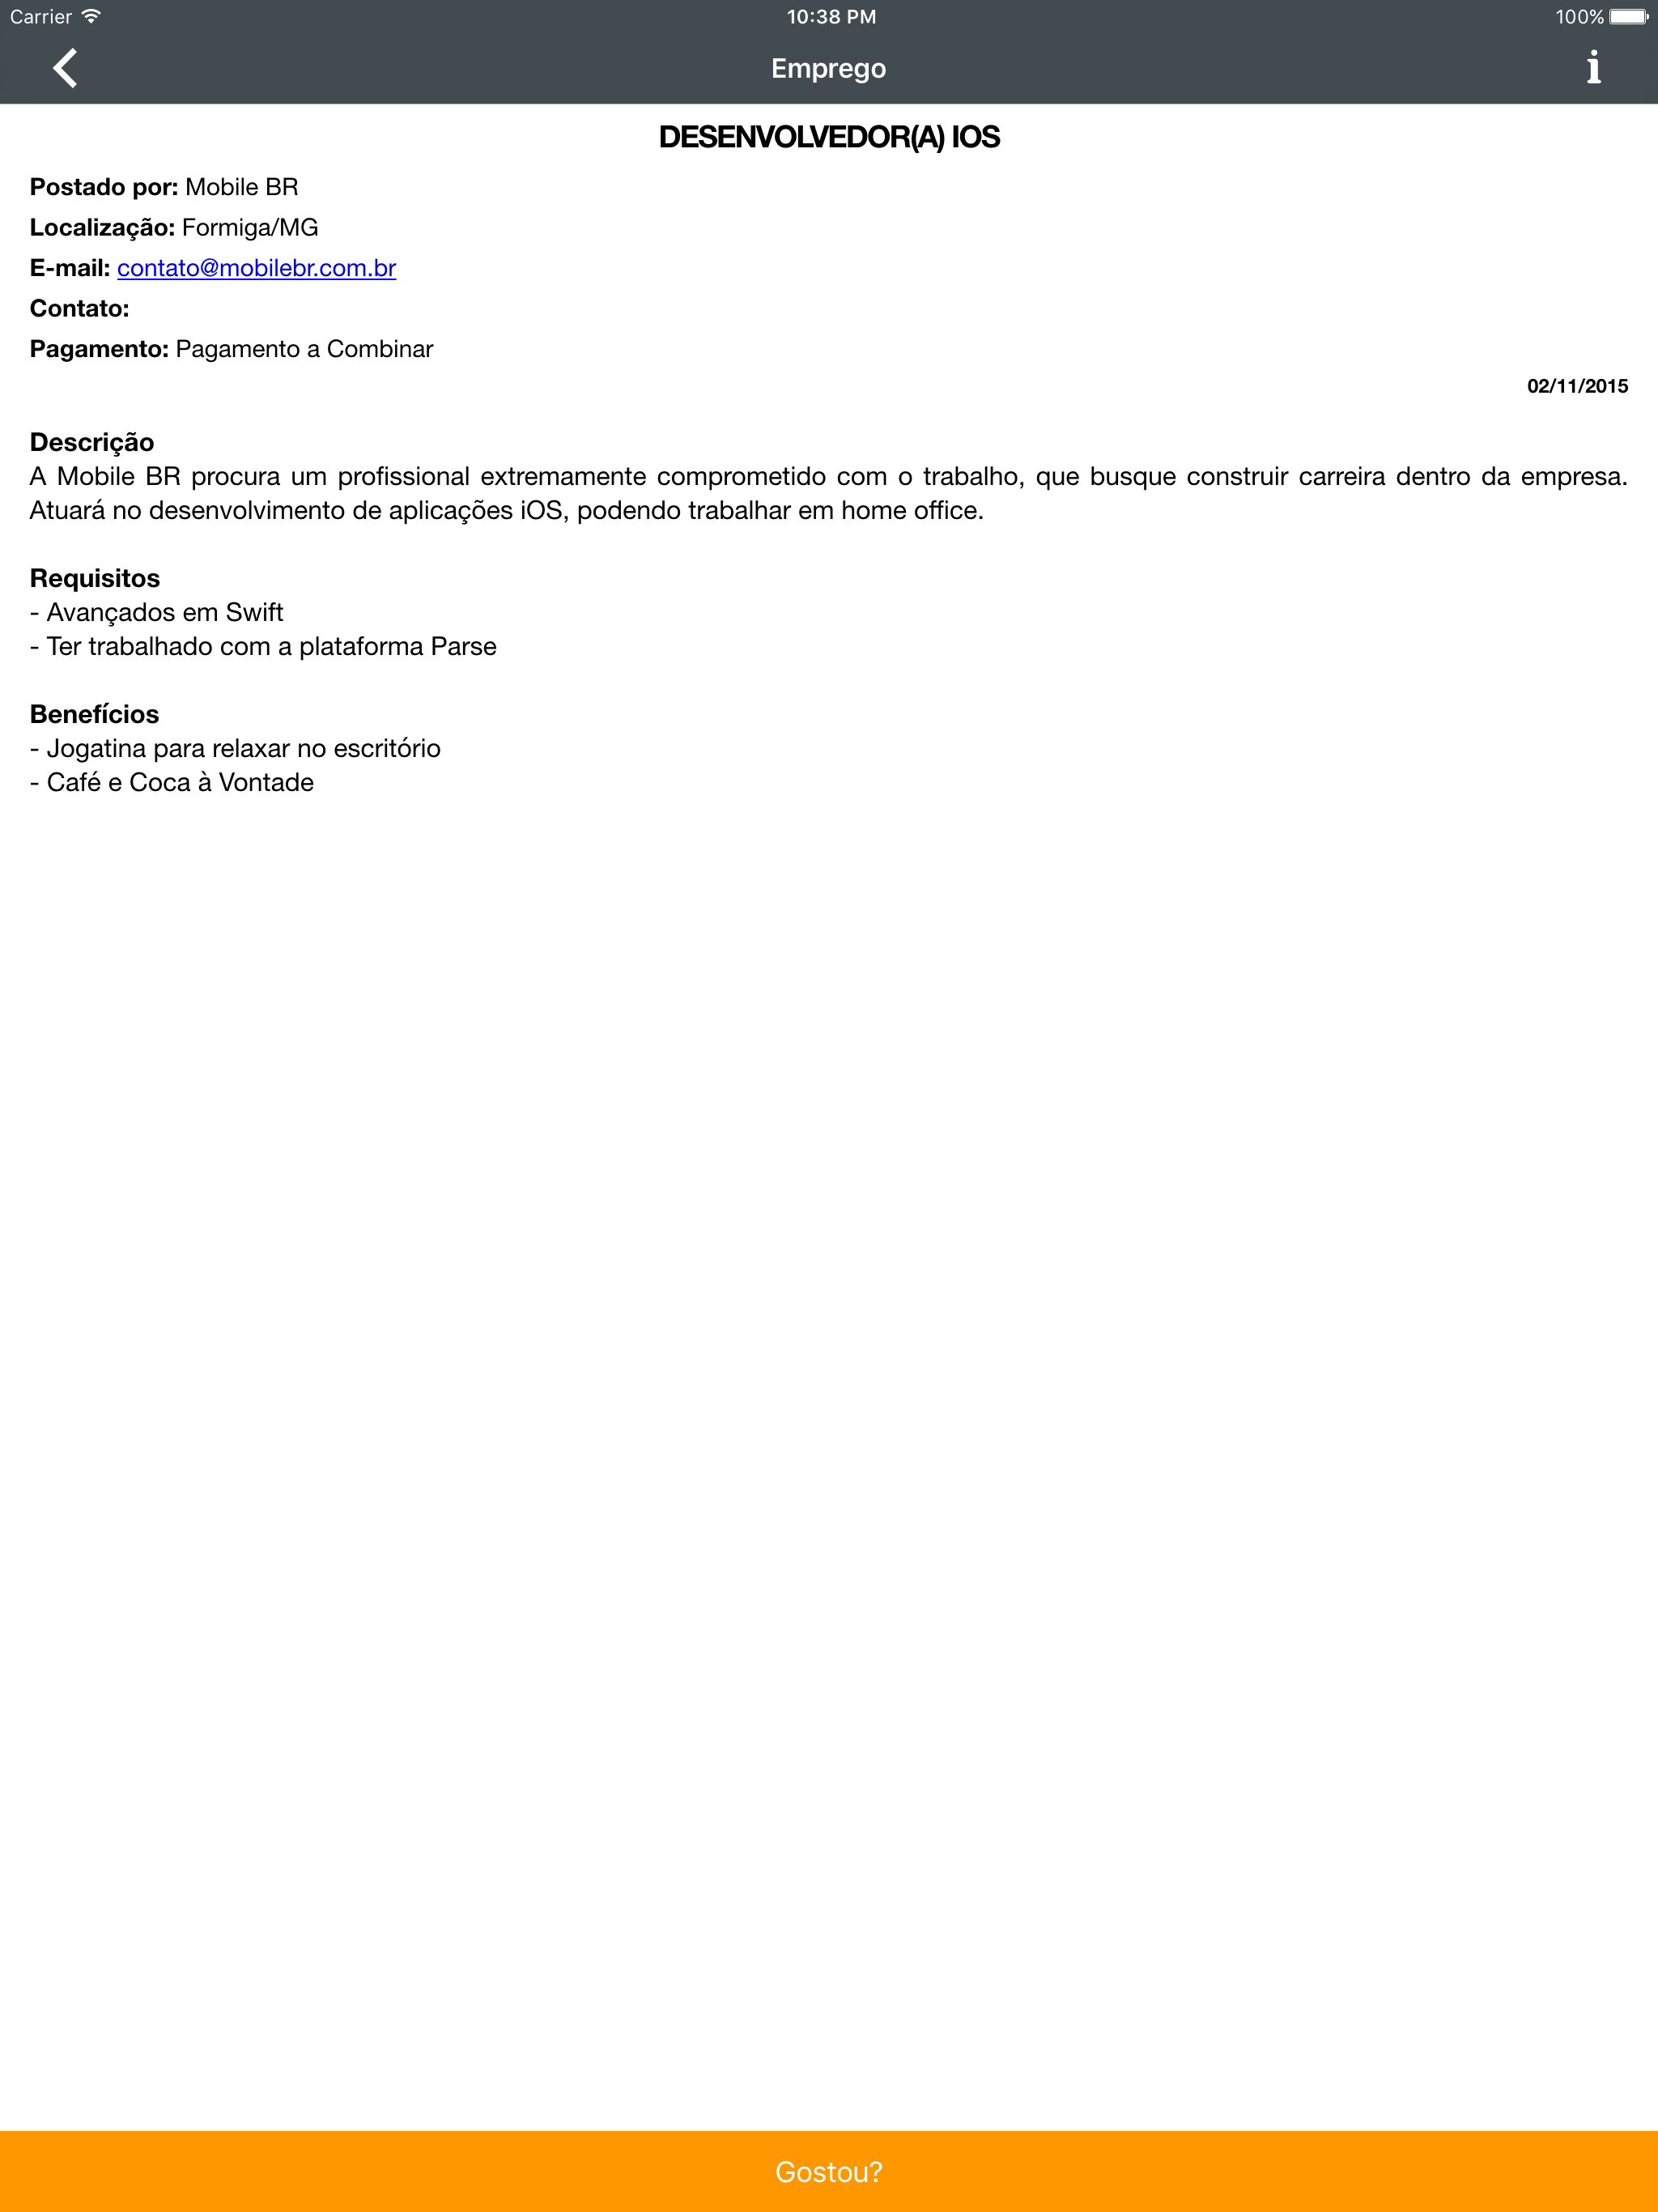 Carrier 10:38 PM 100%
Emprego
DESENVOLVEDOR(A) IOS
Postado por: Mobile BR
Localização: Formiga/MG
E-mail: contato@mobilebr.com.br
Contato:
Pagamento: Pagamento a Combinar
02/11/2015
Descrição
A Mobile BR procura um profissional extremamente comprometido com o trabalho, que busque construir carreira dentro da empresa.
Atuará no desenvolvimento de aplicações iOS, podendo trabalhar em home office.
Requisitos
- Avançados em Swift
- Ter trabalhado com a plataforma Parse
Benefícios
- Jogatina para relaxar no escritório
- Café e Coca à Vontade
Gostou?